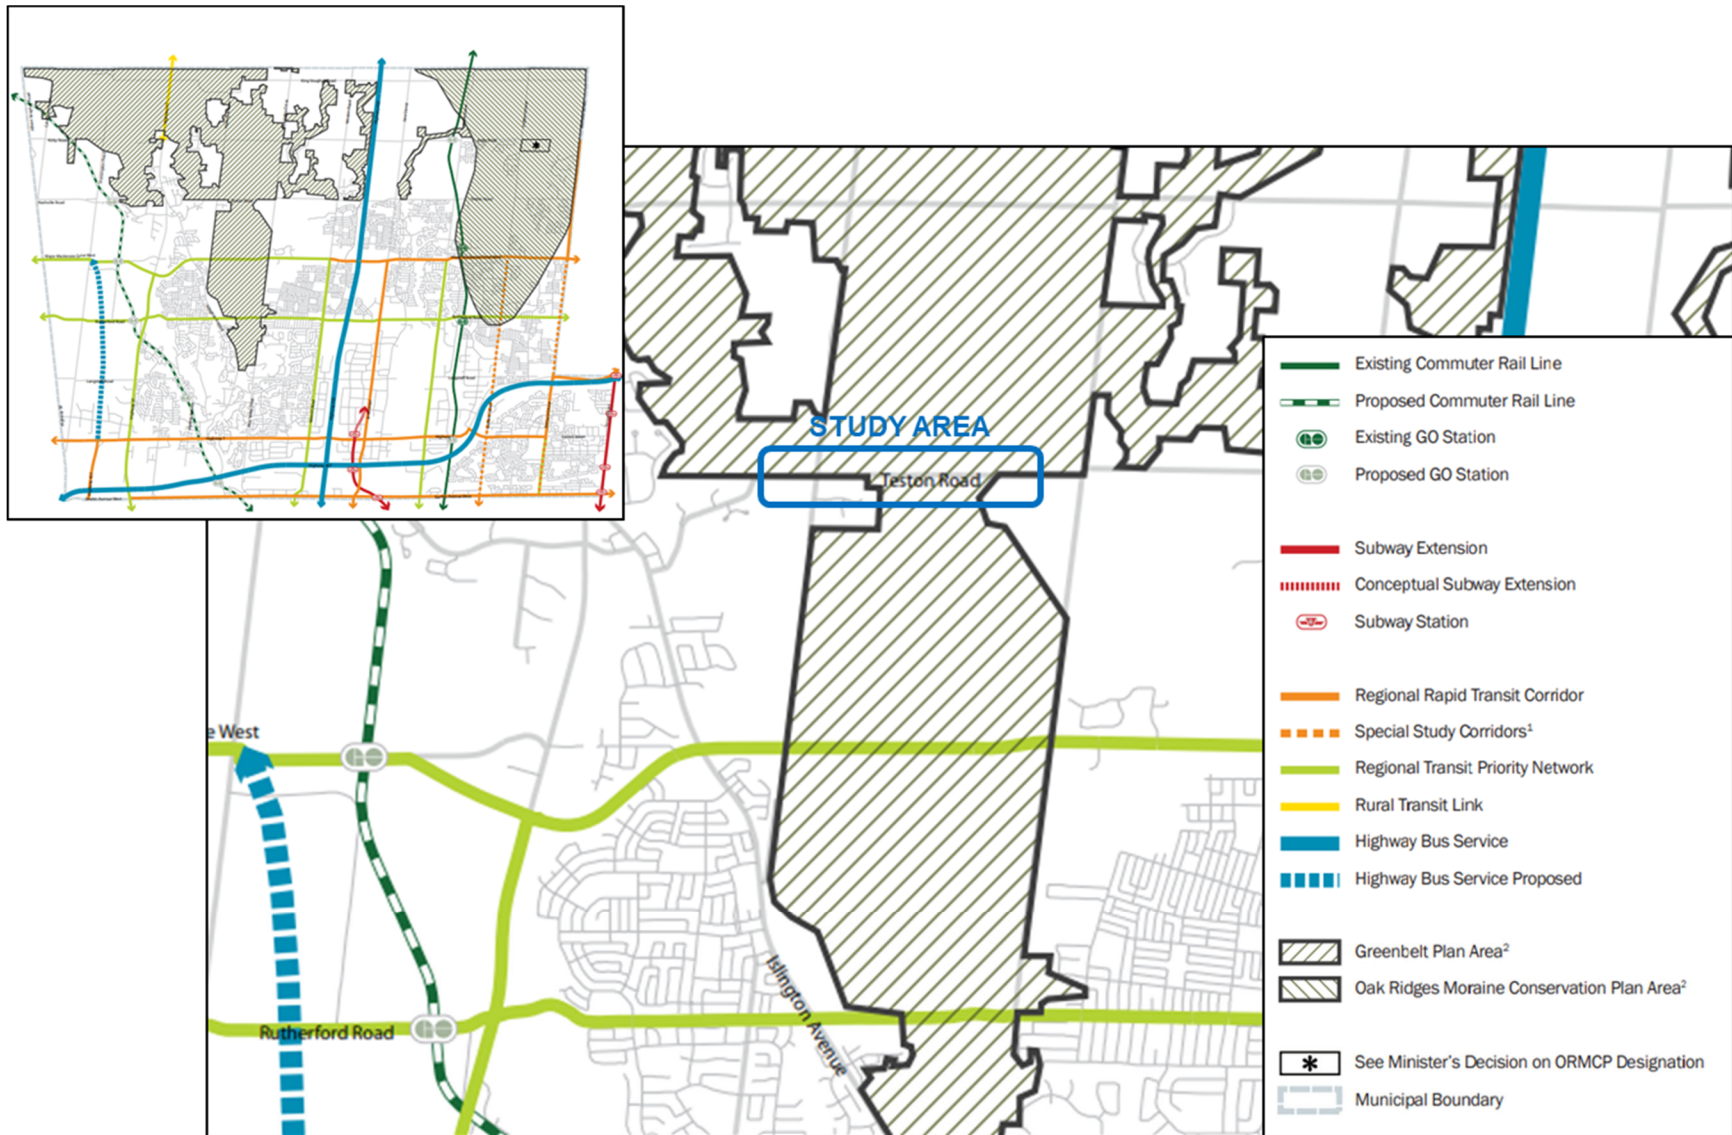 STUDY AREA
Teston Road
e West
Rutherford Road
Islington Avenue
Existing Commuter Rail Line
Proposed Commuter Rail Line
Existing GO Station
Proposed GO Station
Subway Extension
Conceptual Subway Extension
Subway Station
Regional Rapid Transit Corridor
Special Study Corridors¹
Regional Transit Priority Network
Rural Transit Link
Highway Bus Service
Highway Bus Service Proposed
Greenbelt Plan Area²
Oak Ridges Moraine Conservation Plan Area²
* See Minister's Decision on ORMCP Designation
Municipal Boundary